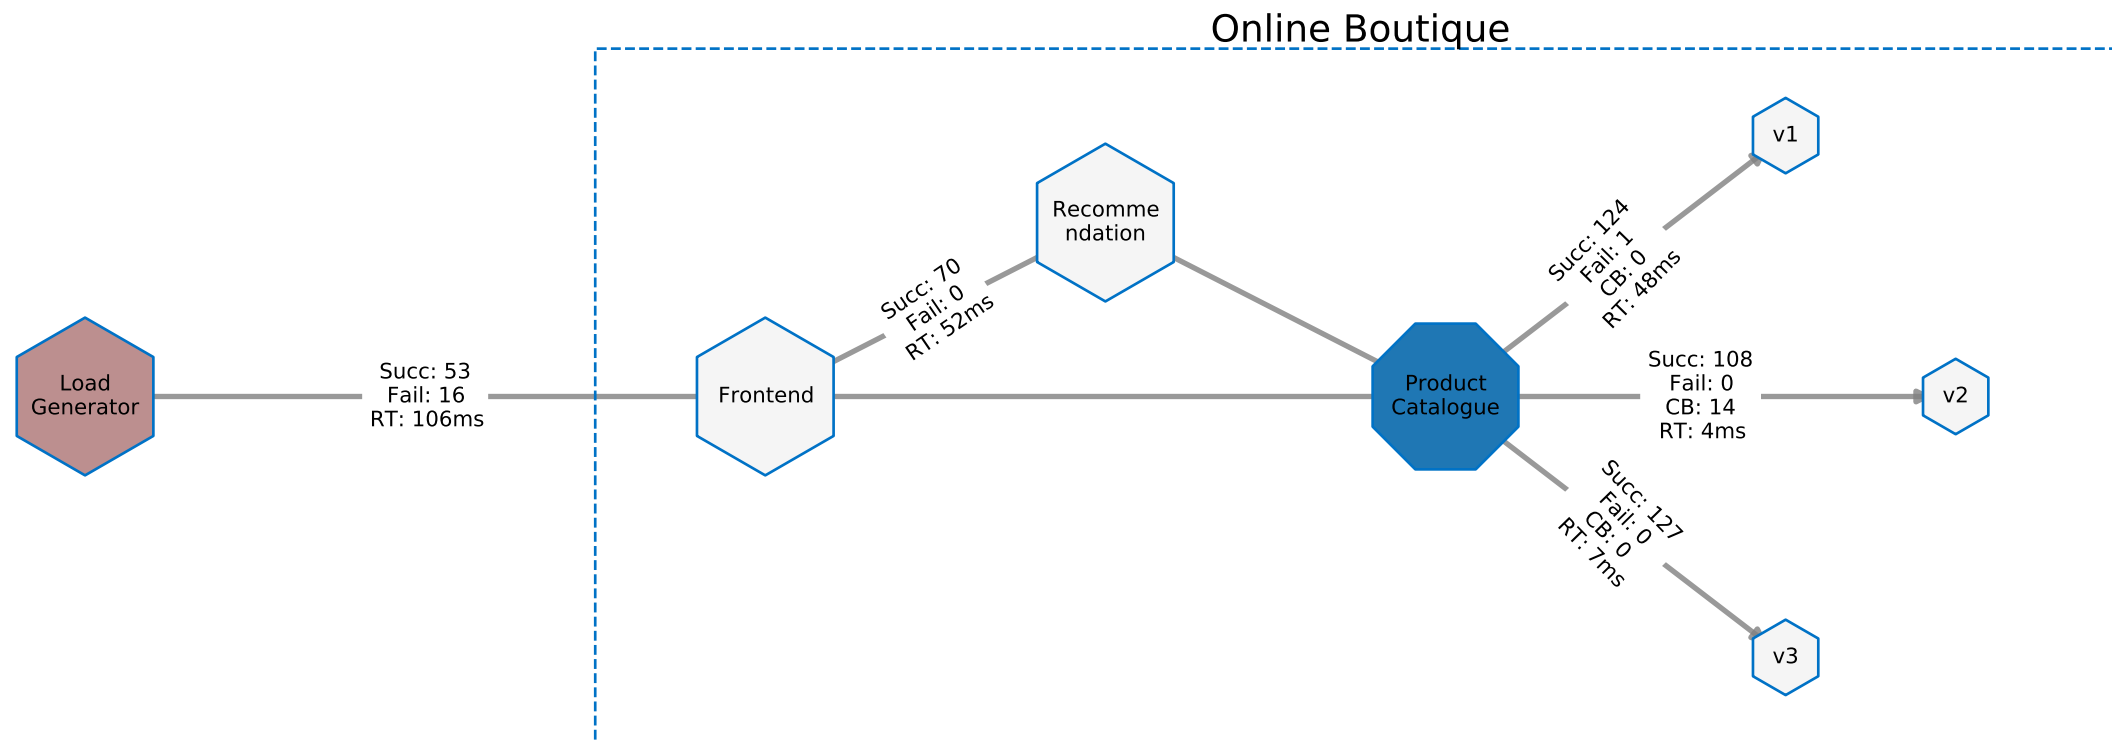 Online Boutique
Load
Generator
Succ: 53
Fail: 16
RT: 106ms
Frontend
Succ: 70
Fail: 0
RT: 52ms
Recomme
ndation
Product
Catalogue
Succ: 124
Fail: 1
CB: 0
RT: 48ms
v1
Succ: 108
Fail: 0
CB: 14
RT: 4ms
v2
Succ: 127
Fail: 0
CB: 0
RT: 7ms
v3